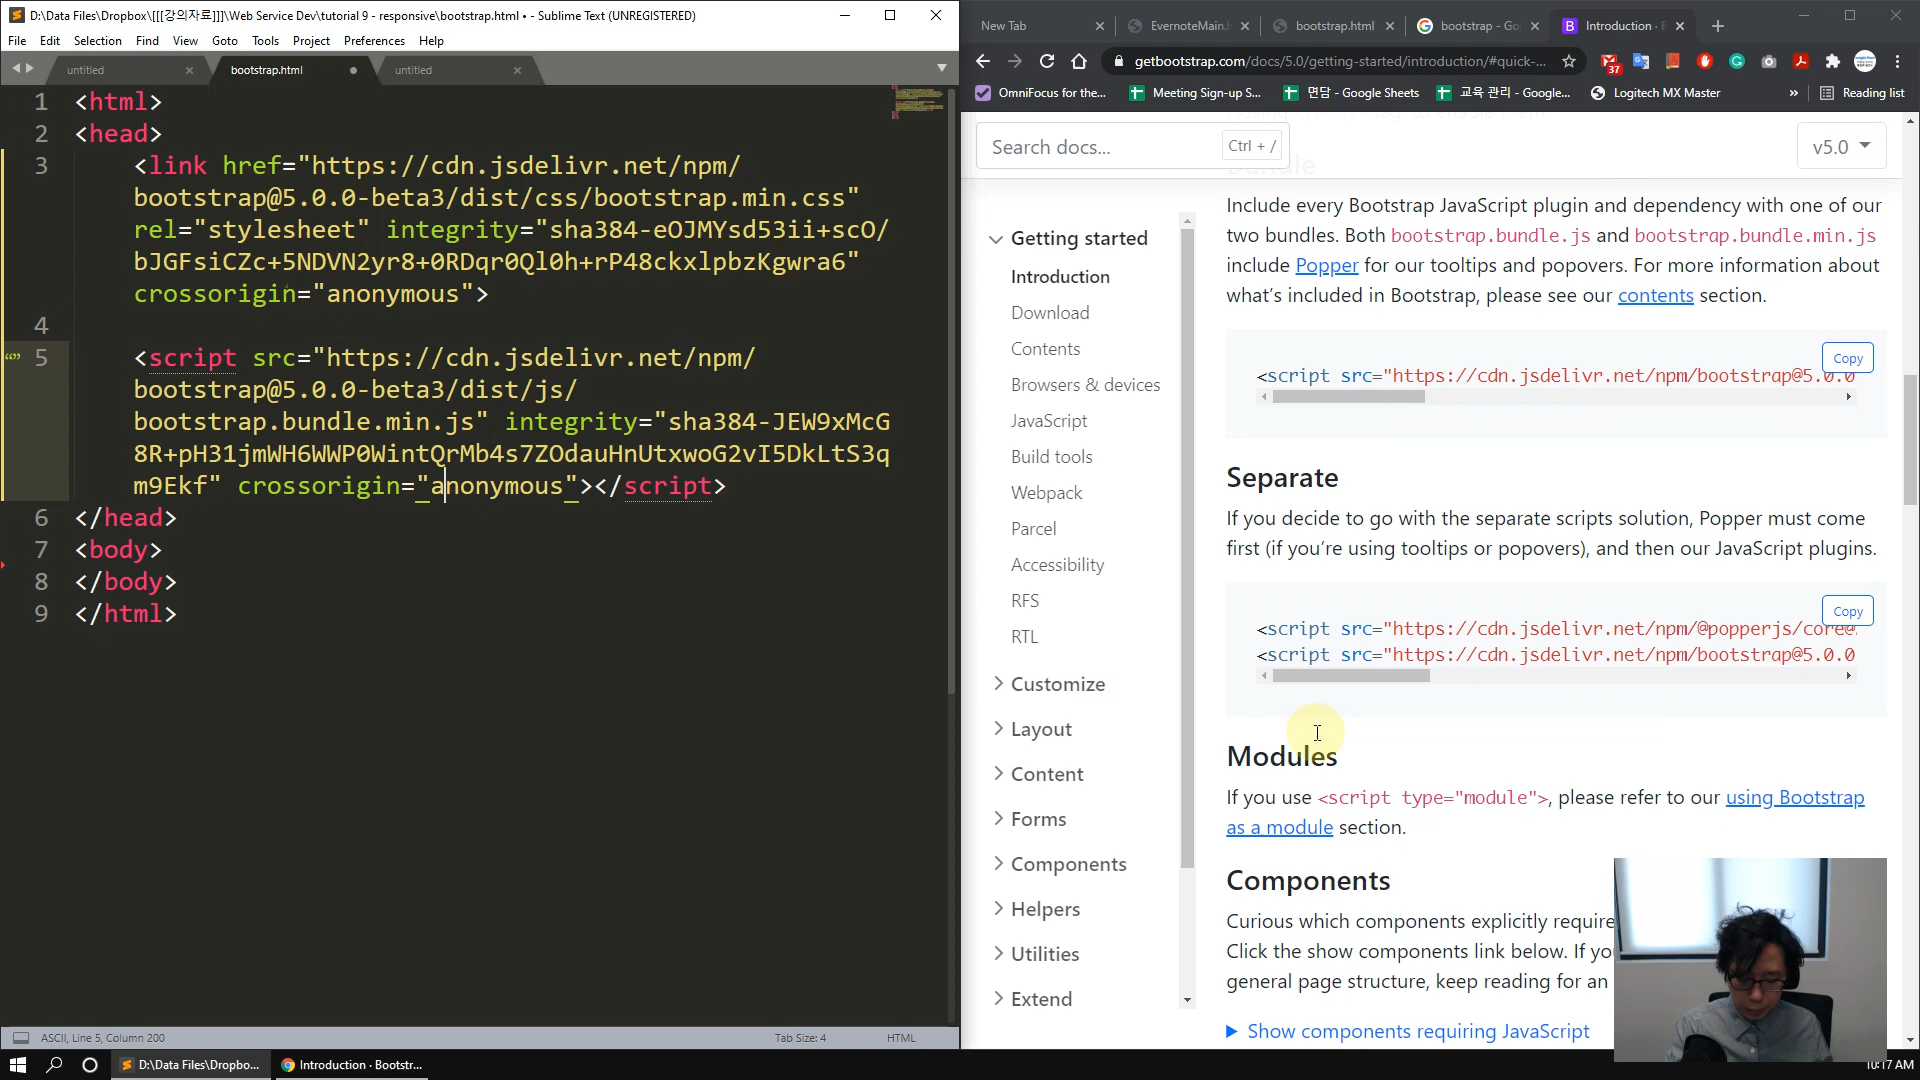 D:\Data Files\Dropbox\[[[강의자료]]]\Web Service Dev\tutorial 9 - responsive\bootstrap.html • - Sublime Text (UNREGISTERED)
File Edit Selection Find View Goto Tools Project Preferences Help
untitled
bootstrap.html
untitled
1 <html>
2 <head>
3 <link href="https://cdn.jsdelivr.net/npm/
bootstrap@5.0.0-beta3/dist/css/bootstrap.min.css"
rel="stylesheet" integrity="sha384-eOJMYsd53ii+scO/
bJGFsiCZc+5NDVN2yr8+0RDqr0Ql0h+rP48ckxlpbzKgwra6"
crossorigin="anonymous">
4
5 <script src="https://cdn.jsdelivr.net/npm/
bootstrap@5.0.0-beta3/dist/js/
bootstrap.bundle.min.js" integrity="sha384-JEW9xMcG
8R+pH31jmWH6WWP0WintQrMb4s7ZOdauHnUtxwoG2vI5DkLtS3q
m9Ekf" crossorigin="anonymous"></script>
6 </head>
7 <body>
8 </body>
9 </html>
ASCII, Line 5, Column 200
Tab Size: 4
HTML
New Tab
EvernoteMain.h
bootstrap.html
bootstrap - Go
Introduction · B
getbootstrap.com/docs/5.0/getting-started/introduction/#quick-...
37
OmniFocus for the...
Meeting Sign-up S...
면담 - Google Sheets
교육 관리 - Google...
Logitech MX Master
»
Reading list
Search docs...
Ctrl + /
v5.0
Getting started
Introduction
Download
Contents
Browsers & devices
JavaScript
Build tools
Webpack
Parcel
Accessibility
RFS
RTL
Customize
Layout
Content
Forms
Components
Helpers
Utilities
Extend
Bundle
Include every Bootstrap JavaScript plugin and dependency with one of our
two bundles. Both bootstrap.bundle.js and bootstrap.bundle.min.js
include Popper for our tooltips and popovers. For more information about
what's included in Bootstrap, please see our contents section.
Copy
<script src="https://cdn.jsdelivr.net/npm/bootstrap@5.0.0
Separate
If you decide to go with the separate scripts solution, Popper must come
first (if you're using tooltips or popovers), and then our JavaScript plugins.
Copy
<script src="https://cdn.jsdelivr.net/npm/@popperjs/core@
<script src="https://cdn.jsdelivr.net/npm/bootstrap@5.0.0
Modules
If you use <script type="module">, please refer to our using Bootstrap
as a module section.
Components
Curious which components explicitly require
Click the show components link below. If you
general page structure, keep reading for an
Show components requiring JavaScript
D:\Data Files\Dropbo...
Introduction · Bootstr...
10:17 AM